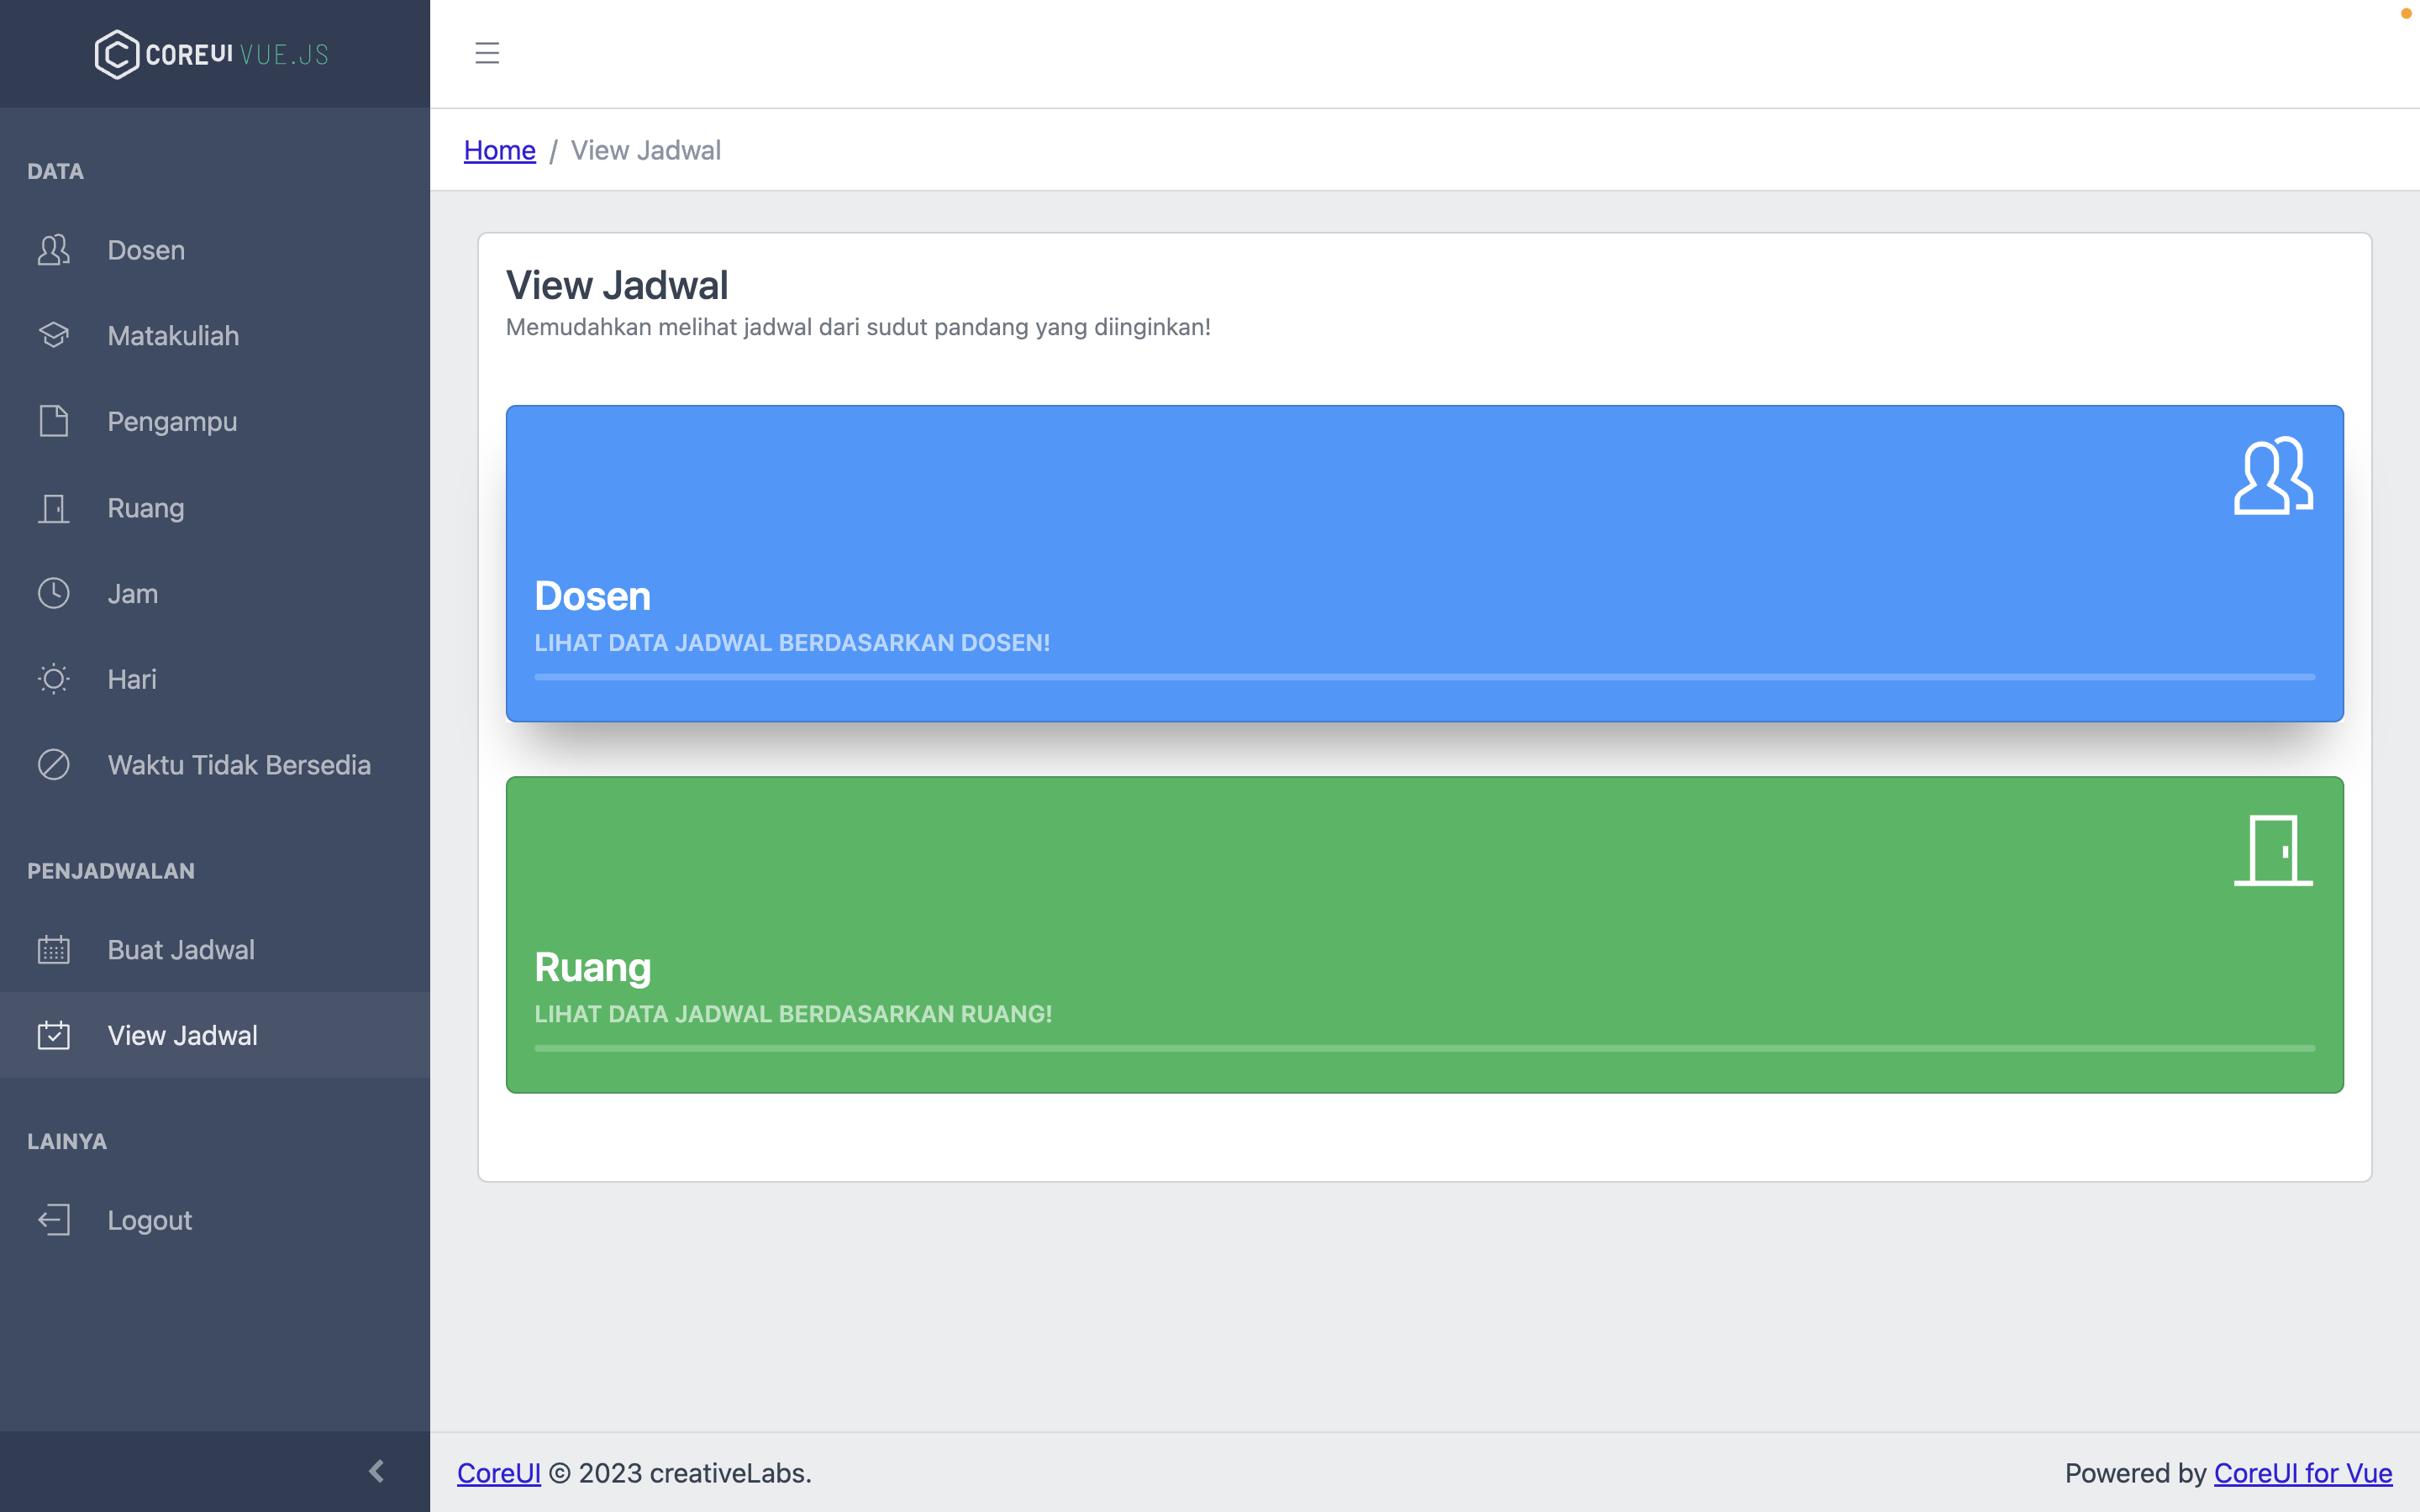 COREUI VUE.JS
DATA
Dosen
Matakuliah
Pengampu
Ruang
Jam
Hari
Waktu Tidak Bersedia
PENJADWALAN
Buat Jadwal
View Jadwal
LAINYA
Logout
Home / View Jadwal
View Jadwal
Memudahkan melihat jadwal dari sudut pandang yang diinginkan!
Dosen
LIHAT DATA JADWAL BERDASARKAN DOSEN!
Ruang
LIHAT DATA JADWAL BERDASARKAN RUANG!
CoreUI © 2023 creativeLabs.
Powered by CoreUI for Vue